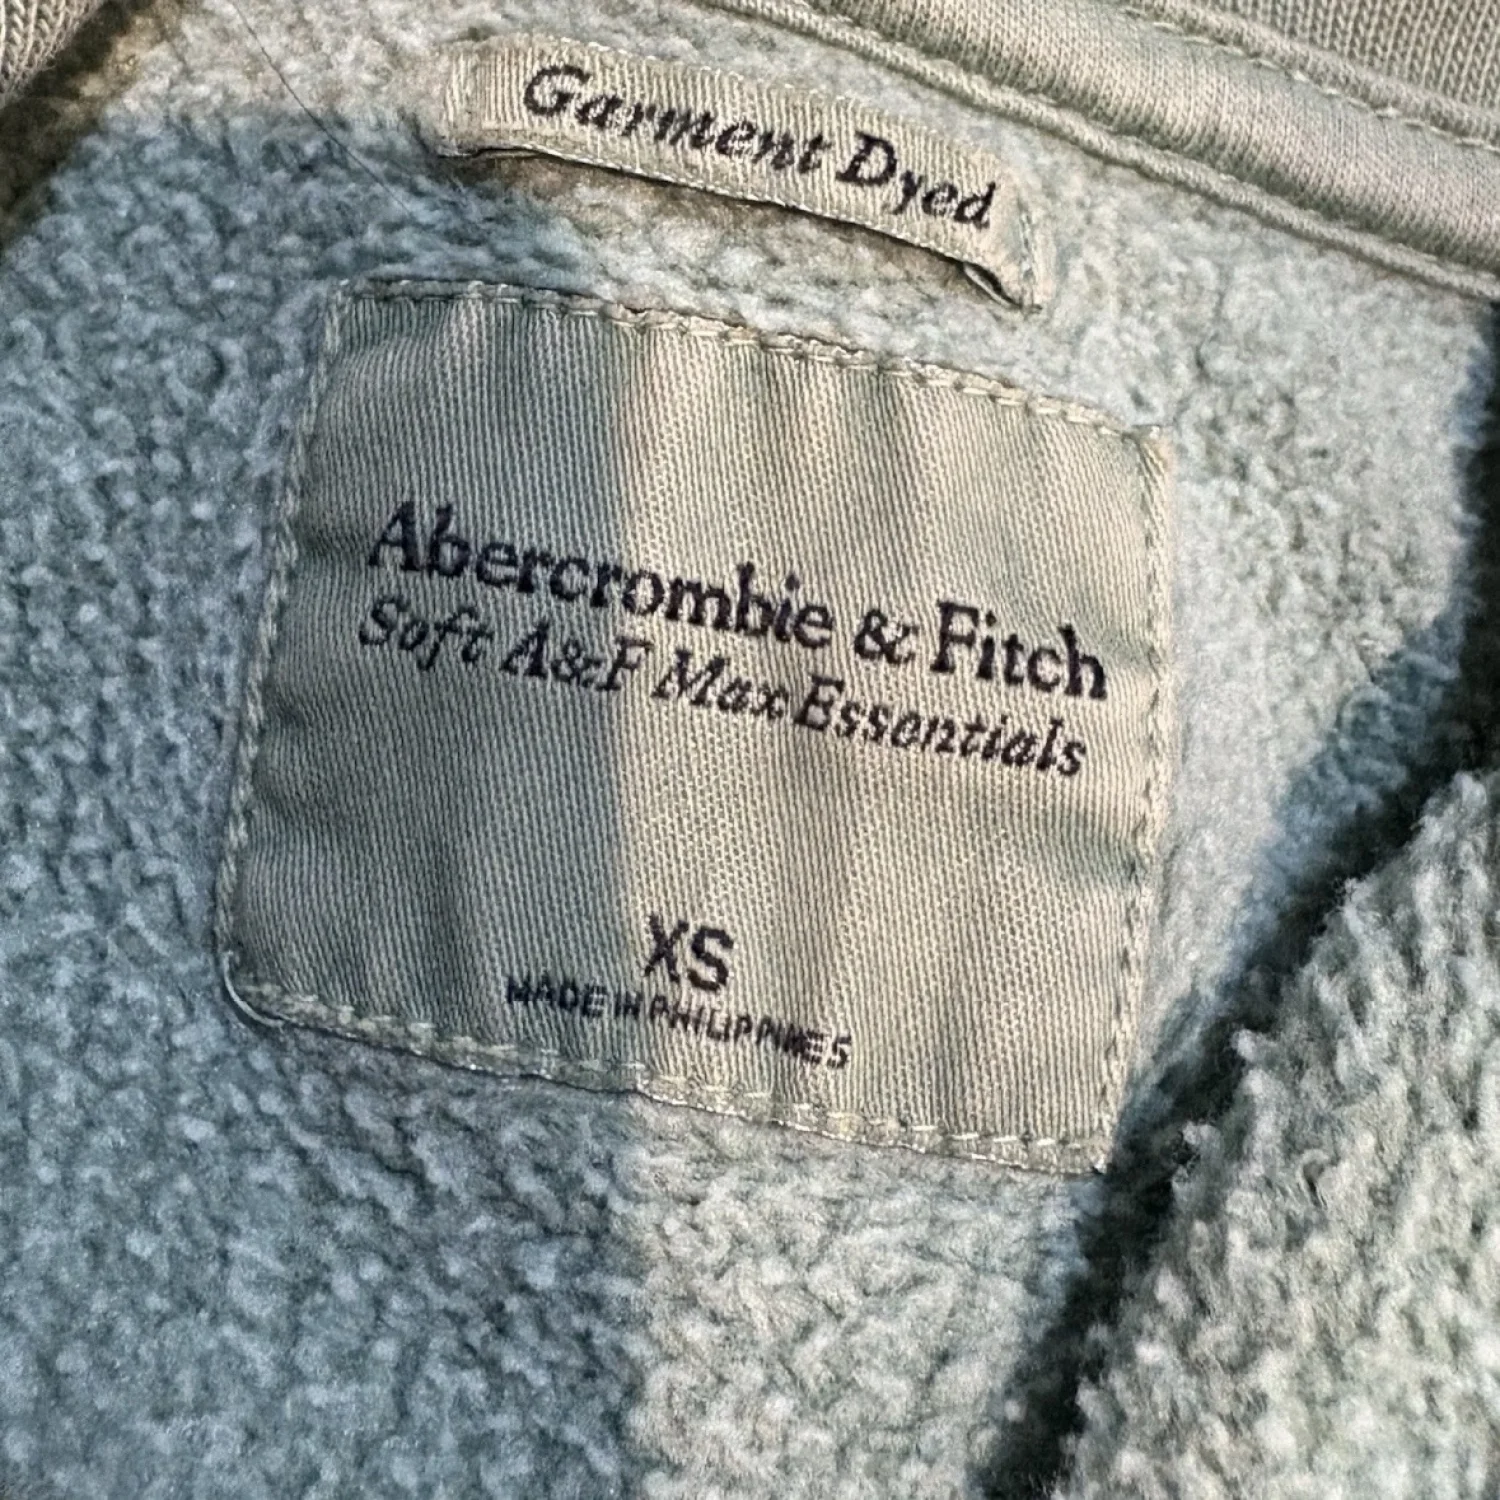 Garment Dyed
Abercrombie & Fitch
Soft A&F Max Essentials
XS
MADE IN PHILIPPINES